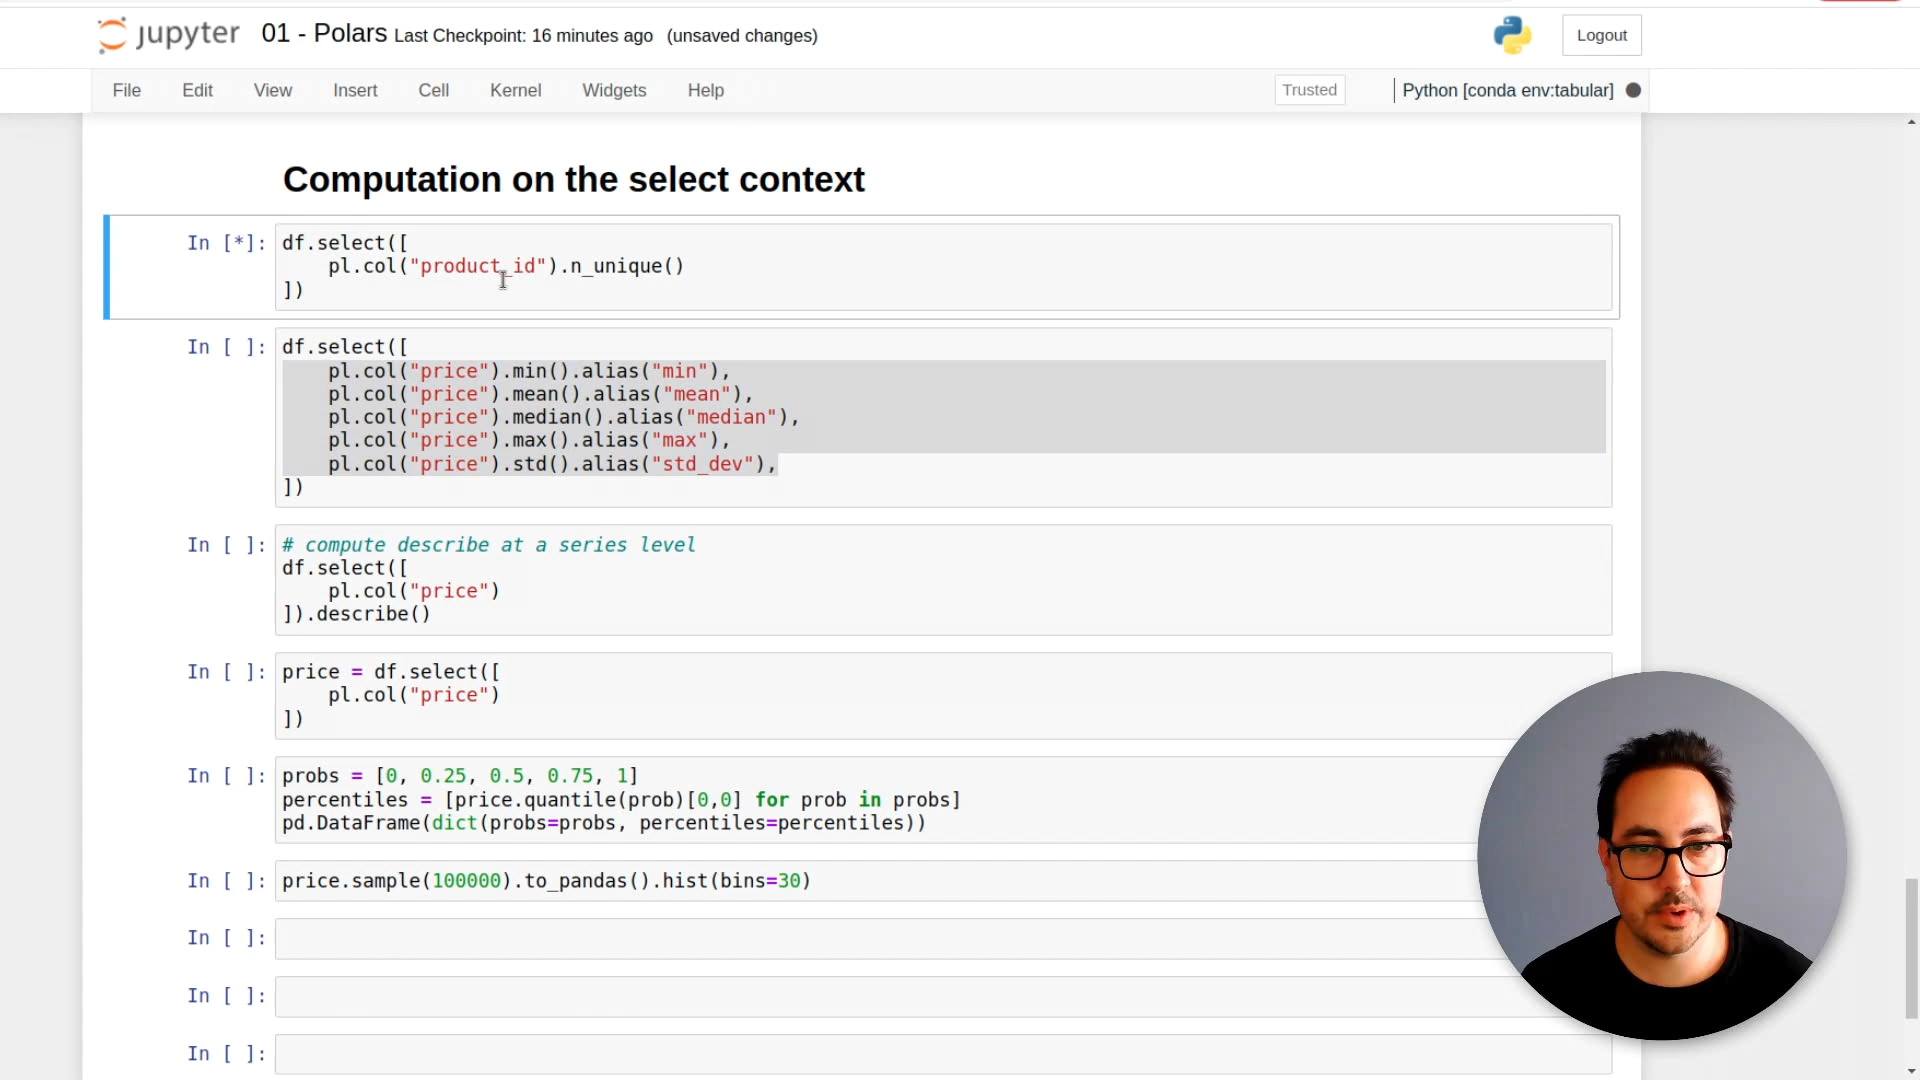 jupyter 01 - Polars Last Checkpoint: 16 minutes ago (unsaved changes) Logout
File Edit View Insert Cell Kernel Widgets Help Trusted Python [conda env:tabular]
Computation on the select context
In [*]: df.select([
pl.col("product_id").n_unique()
])
In [ ]: df.select([
pl.col("price").min().alias("min"),
pl.col("price").mean().alias("mean"),
pl.col("price").median().alias("median"),
pl.col("price").max().alias("max"),
pl.col("price").std().alias("std_dev"),
])
In [ ]: # compute describe at a series level
df.select([
pl.col("price")
]).describe()
In [ ]: price = df.select([
pl.col("price")
])
In [ ]: probs = [0, 0.25, 0.5, 0.75, 1]
percentiles = [price.quantile(prob)[0,0] for prob in probs]
pd.DataFrame(dict(probs=probs, percentiles=percentiles))
In [ ]: price.sample(100000).to_pandas().hist(bins=30)
In [ ]:
In [ ]:
In [ ]: